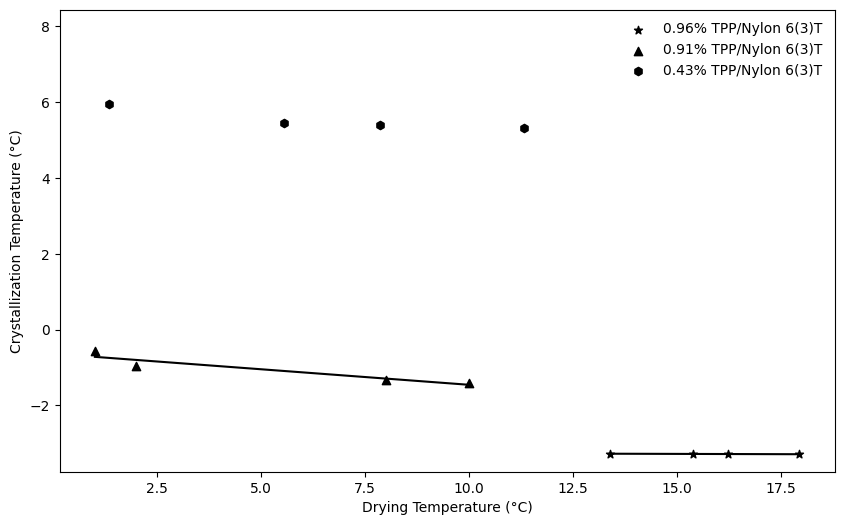 0.96% TPP/Nylon 6(3)T
0.91% TPP/Nylon 6(3)T
0.43% TPP/Nylon 6(3)T
8
6
4
2
0
−2
Crystallization Temperature (°C)
2.5 5.0 7.5 10.0 12.5 15.0 17.5
Drying Temperature (°C)